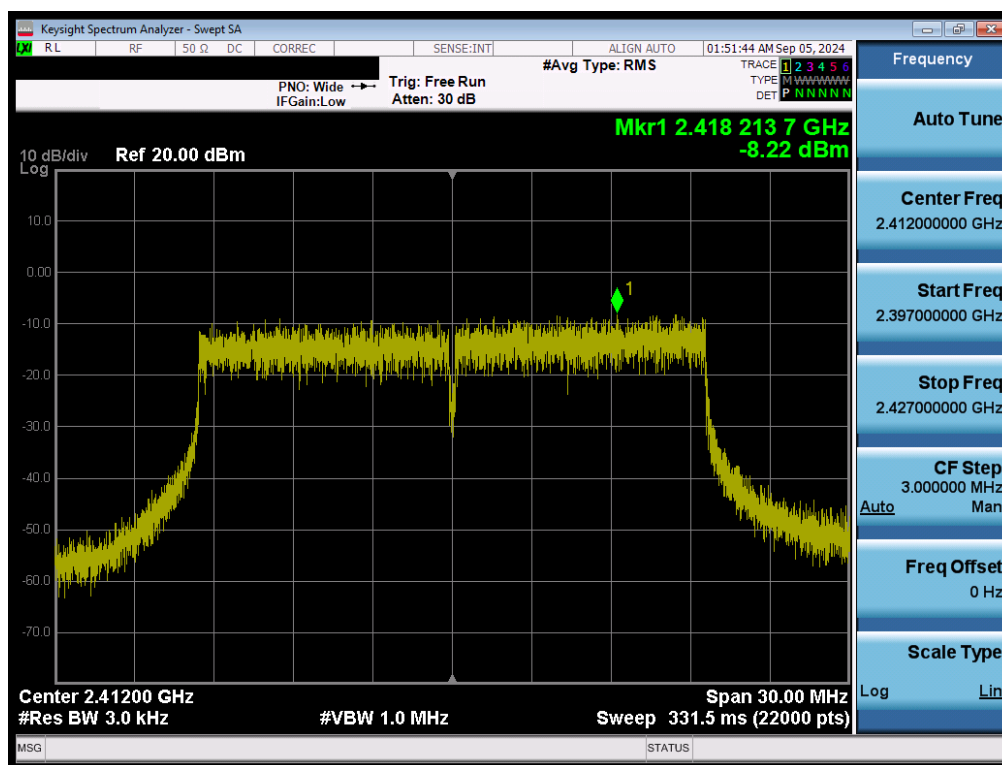 Keysight Spectrum Analyzer - Swept SA
LXI RL RF 50 Ω DC CORREC SENSE:INT ALIGN AUTO 01:51:44 AM Sep 05, 2024
PNO: Wide
IFGain:Low
Trig: Free Run
Atten: 30 dB
#Avg Type: RMS
TRACE 1 2 3 4 5 6
TYPE M WWWWW
DET P N N N N N
Mkr1 2.418 213 7 GHz
-8.22 dBm
10 dB/div
Log
Ref 20.00 dBm
10.0
0.00
-10.0
-20.0
-30.0
-40.0
-50.0
-60.0
-70.0
1
Center 2.41200 GHz
Span 30.00 MHz
#Res BW 3.0 kHz
#VBW 1.0 MHz
Sweep 331.5 ms (22000 pts)
MSG
STATUS
Frequency
Auto Tune
Center Freq
2.412000000 GHz
Start Freq
2.397000000 GHz
Stop Freq
2.427000000 GHz
CF Step
3.000000 MHz
Auto Man
Freq Offset
0 Hz
Scale Type
Log Lin